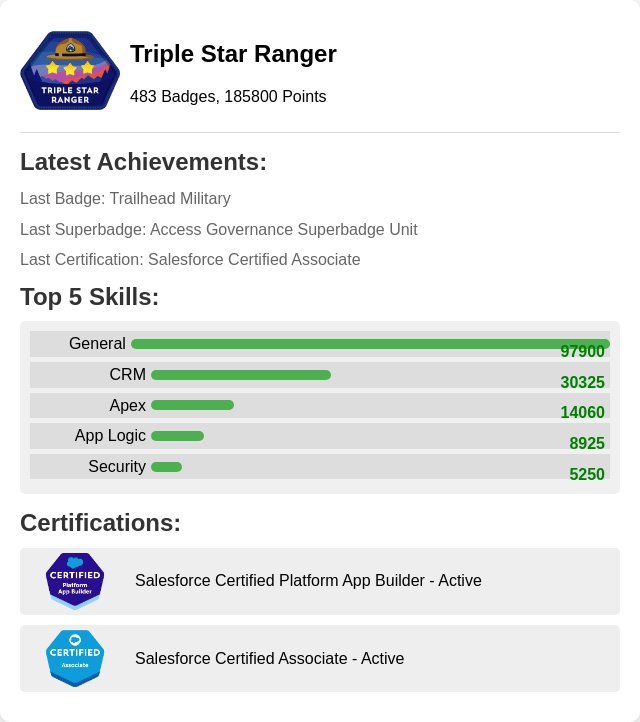 TRIPLE STAR
RANGER
Triple Star Ranger
483 Badges, 185800 Points
Latest Achievements:
Last Badge: Trailhead Military
Last Superbadge: Access Governance Superbadge Unit
Last Certification: Salesforce Certified Associate
Top 5 Skills:
General 97900
CRM 30325
Apex 14060
App Logic 8925
Security 5250
Certifications:
CERTIFIED
Platform
App Builder
Salesforce Certified Platform App Builder - Active
CERTIFIED
Associate
Salesforce Certified Associate - Active